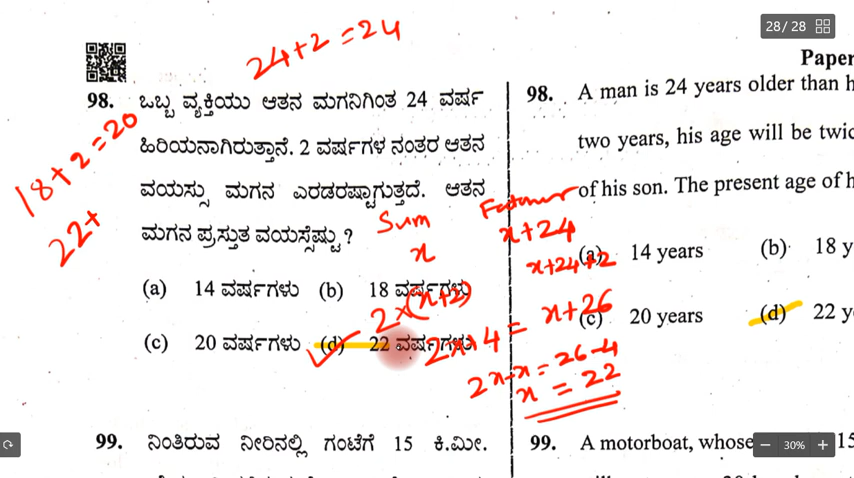 28 / 28
24+2=24
Paper
98. ಒಬ್ಬ ವ್ಯಕ್ತಿಯು ಆತನ ಮಗನಿಗಿಂತ 24 ವರ್ಷ
ಹಿರಿಯನಾಗಿರುತ್ತಾನೆ. 2 ವರ್ಷಗಳ ನಂತರ ಆತನ
ವಯಸ್ಸು ಮಗನ ಎರಡರಷ್ಟಾಗುತ್ತದೆ. ಆತನ
ಮಗನ ಪ್ರಸ್ತುತ ವಯಸ್ಸೆಷ್ಟು?
(a) 14 ವರ್ಷಗಳು (b) 18 ವರ್ಷಗಳು
(c) 20 ವರ್ಷಗಳು (d) 22 ವರ್ಷಗಳು
18+2=20
22+
Sum
x
2×(x+2)
x+24
x+24+2
2x+4 = x+26
2x-x = 26-4
x = 22
99. ನಿಂತಿರುವ ನೀರಿನಲ್ಲಿ ಗಂಟೆಗೆ 15 ಕಿ.ಮೀ.
98. A man is 24 years older than h
two years, his age will be twic
of his son. The present age of h
(a) 14 years (b) 18 y
(c) 20 years (d) 22 y
99. A motorboat, whose 15
30%